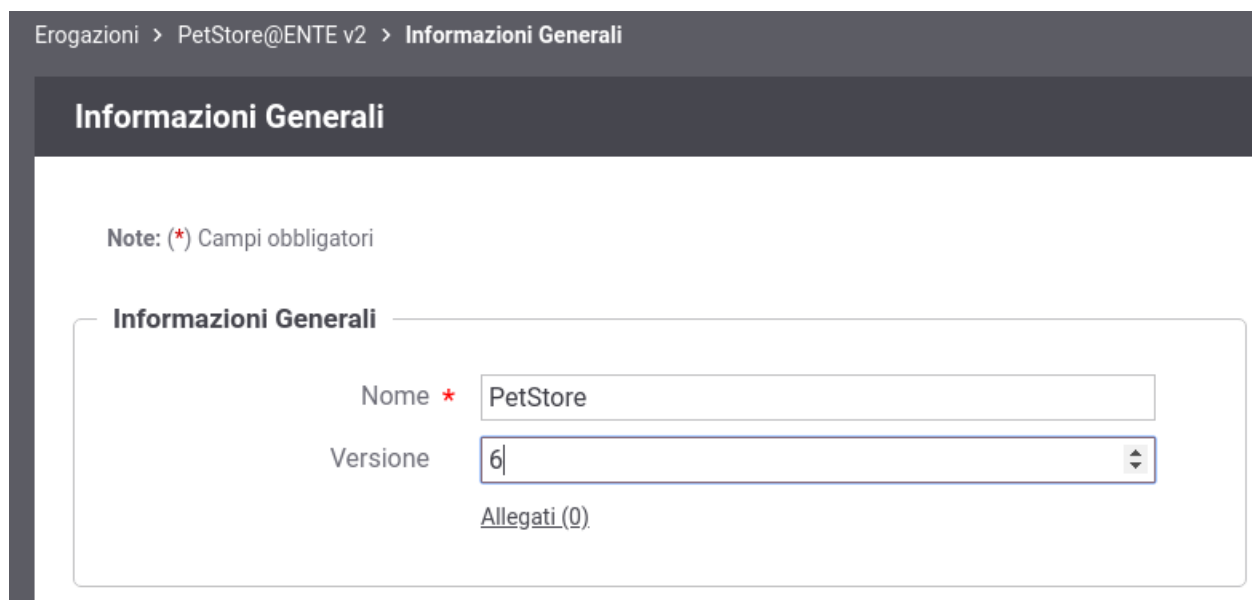 Erogazioni > PetStore@ENTE v2 > Informazioni Generali
Informazioni Generali
Note: (*) Campi obbligatori
Informazioni Generali
Nome * PetStore
Versione 6
Allegati (0)